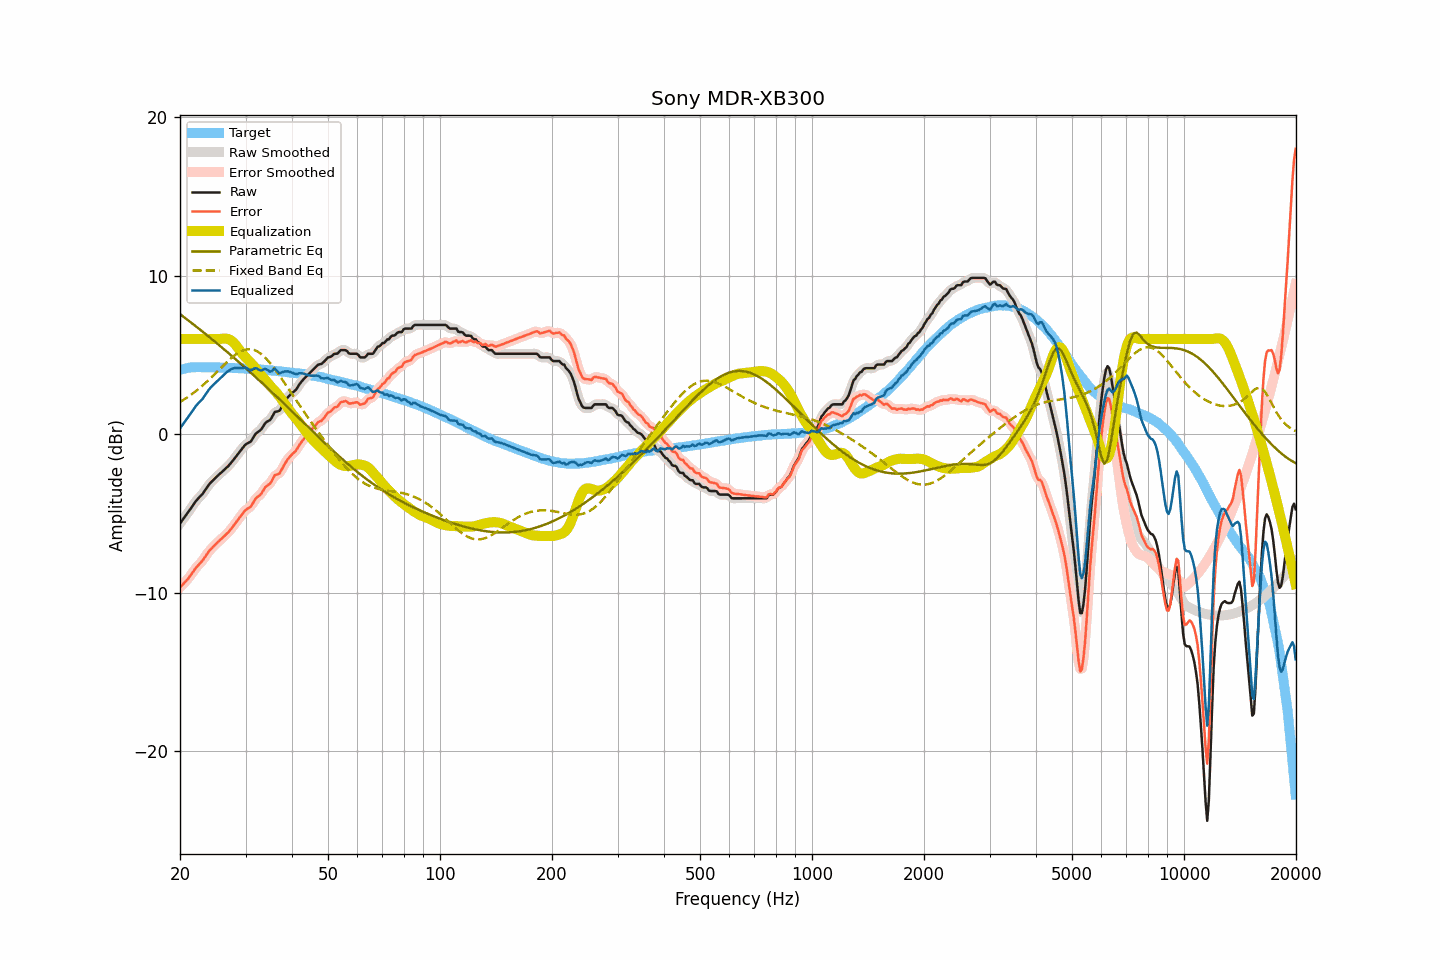 Sony MDR-XB300
20
10
0
−10
−20
Amplitude (dBr)
Target
Raw Smoothed
Error Smoothed
Raw
Error
Equalization
Parametric Eq
Fixed Band Eq
Equalized
20 50 100 200 500 1000 2000 5000 10000 20000
Frequency (Hz)